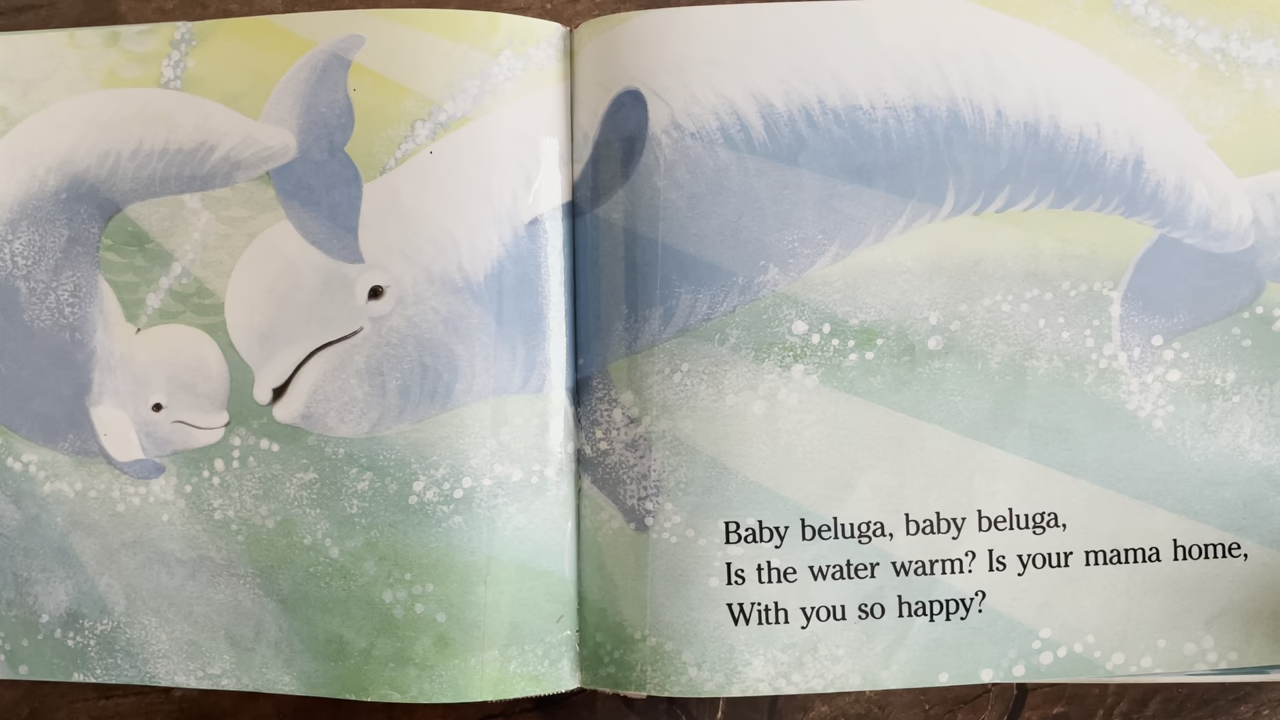 Baby beluga, baby beluga,
Is the water warm? Is your mama home,
With you so happy?